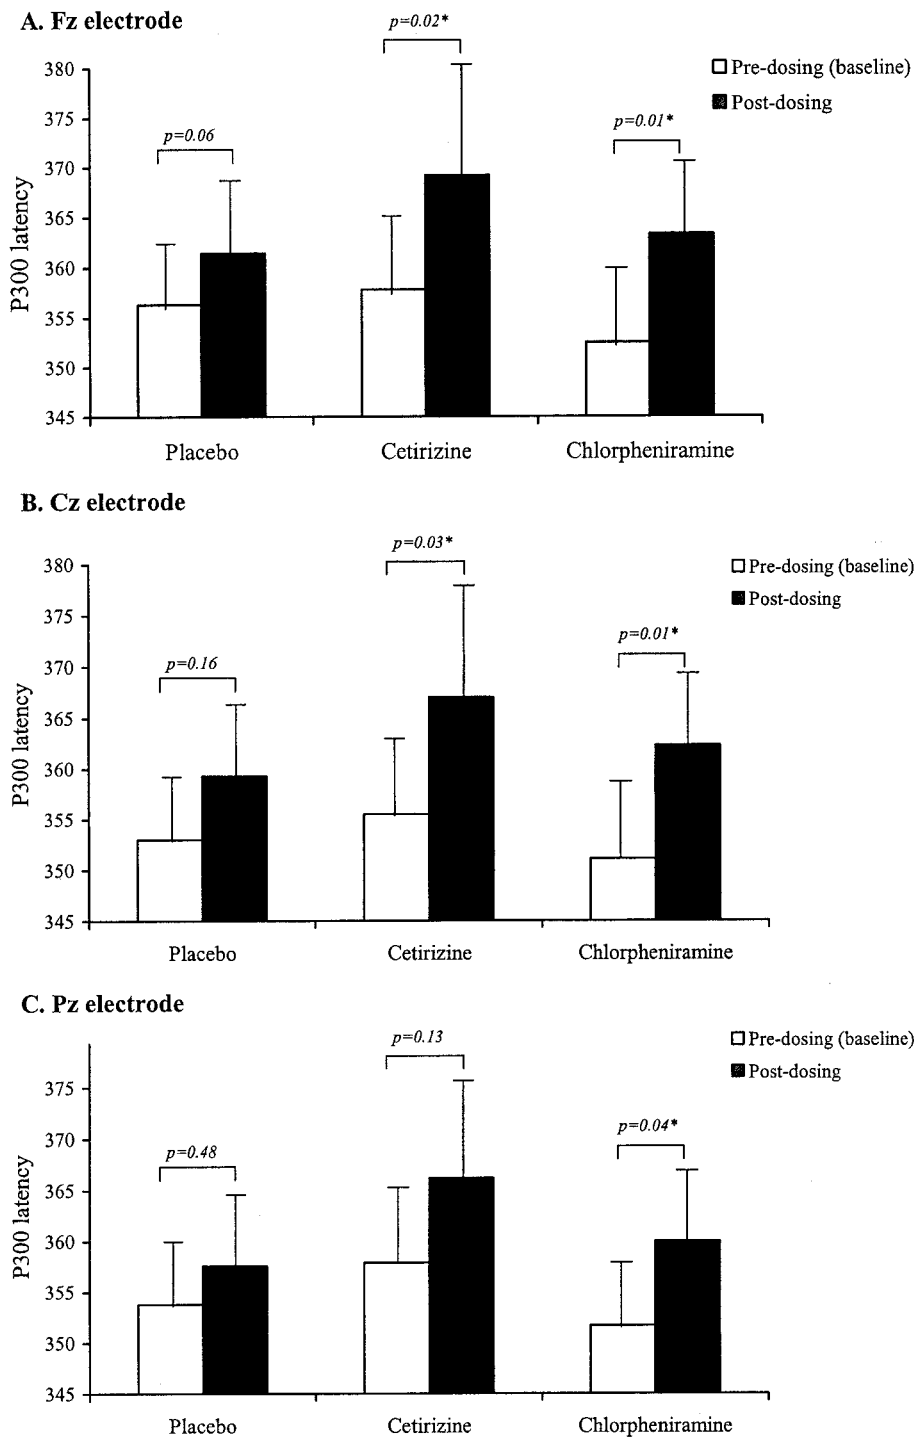 A. Fz electrode
p=0.02*
Pre-dosing (baseline)
Post-dosing
p=0.06
p=0.01*
P300 latency
380
375
370
365
360
355
350
345
Placebo
Cetirizine
Chlorpheniramine
B. Cz electrode
p=0.03*
Pre-dosing (baseline)
Post-dosing
p=0.16
p=0.01*
P300 latency
380
375
370
365
360
355
350
345
Placebo
Cetirizine
Chlorpheniramine
C. Pz electrode
p=0.13
Pre-dosing (baseline)
Post-dosing
p=0.48
p=0.04*
P300 latency
375
370
365
360
355
350
345
Placebo
Cetirizine
Chlorpheniramine